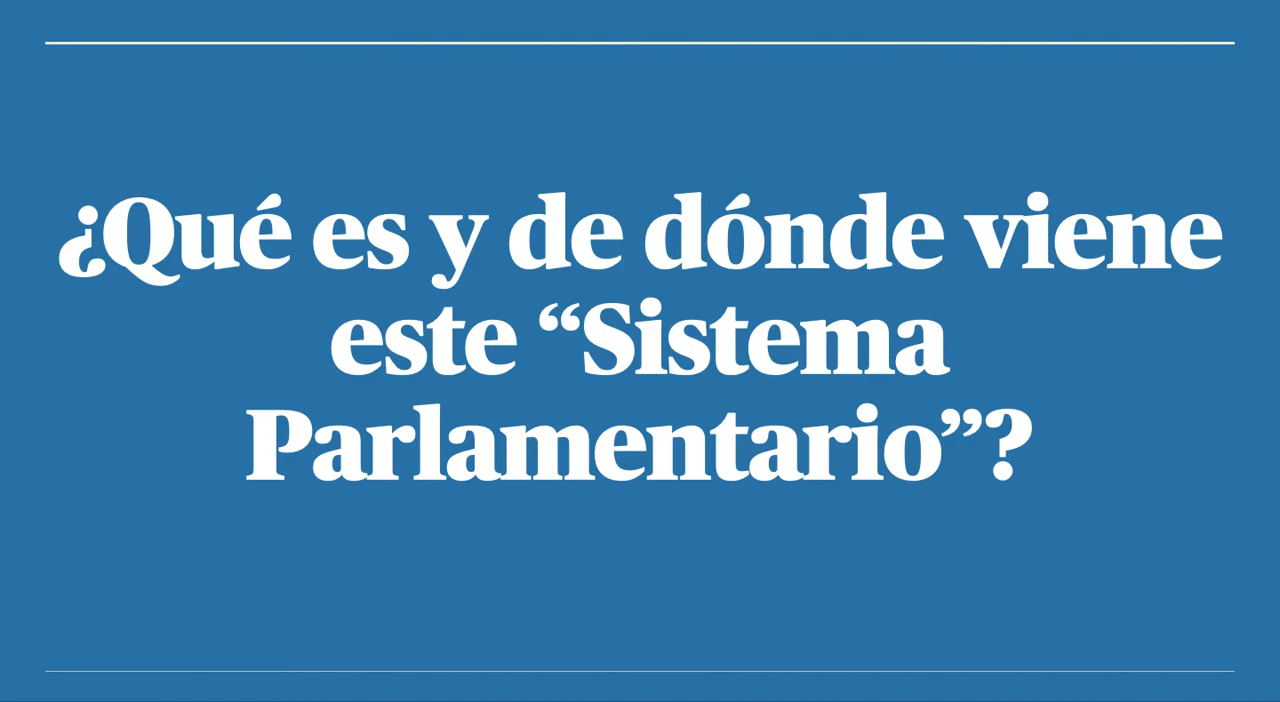 ¿Qué es y de dónde viene
este “Sistema
Parlamentario”?